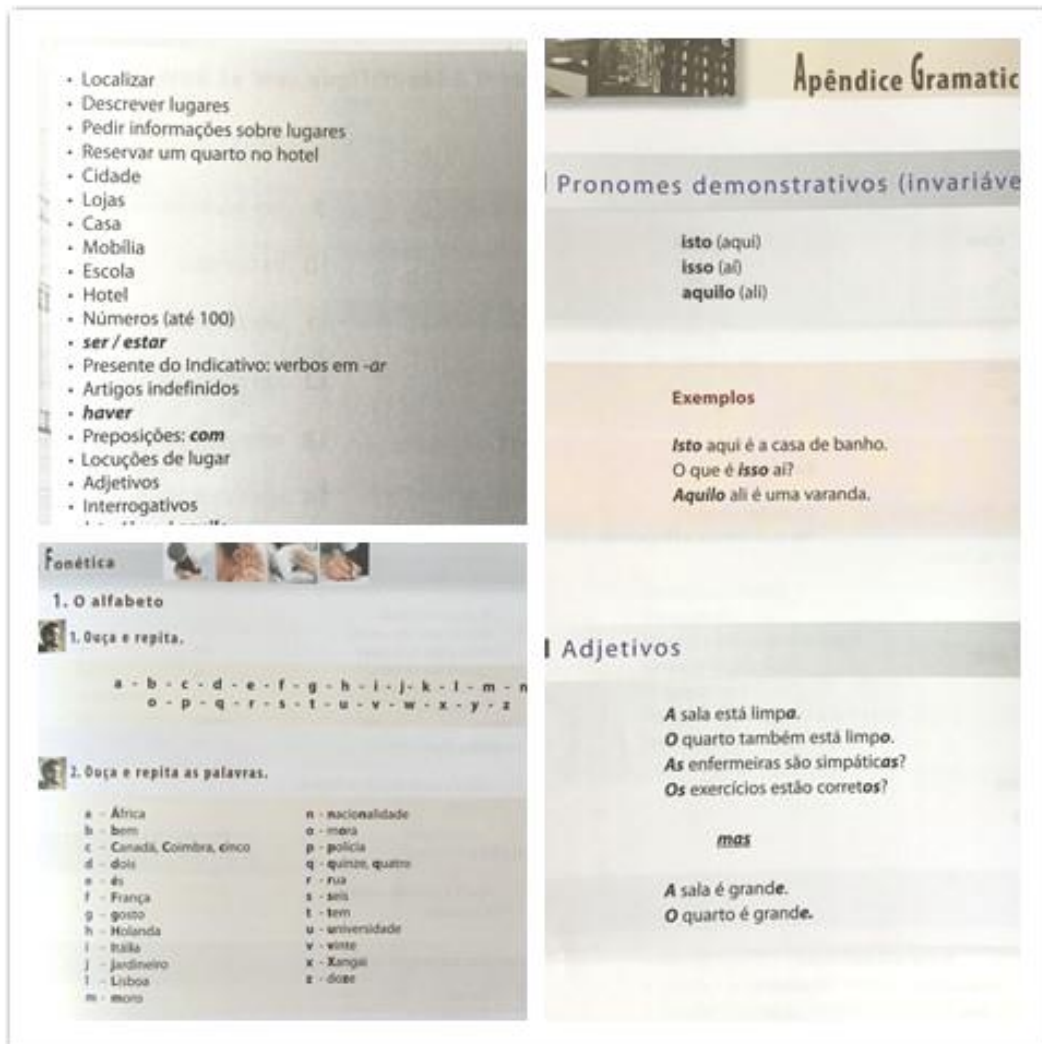 • Localizar
• Descrever lugares
• Pedir informações sobre lugares
• Reservar um quarto no hotel
• Cidade
• Lojas
• Casa
• Mobília
• Escola
• Hotel
• Números (até 100)
• ser / estar
• Presente do Indicativo: verbos em -ar
• Artigos indefinidos
• haver
• Preposições: com
• Locuções de lugar
• Adjetivos
• Interrogativos
Fonética
1. O alfabeto
1. Ouça e repita.
a - b - c - d - e - f - g - h - i - j - k - l - m - n
o - p - q - r - s - t - u - v - w - x - y - z
2. Ouça e repita as palavras.
a - África
b - bem
c - Canadá, Coimbra, cinco
d - dois
e - és
f - França
g - gosto
h - Holanda
i - Itália
j - jardineiro
l - Lisboa
m - moro
n - nacionalidade
o - mora
p - polícia
q - quinze, quatro
r - rua
s - seis
t - tem
u - universidade
v - vinte
x - Xangai
z - doze
Apêndice Gramatic
Pronomes demonstrativos (invariáve
isto (aqui)
isso (aí)
aquilo (ali)
Exemplos
Isto aqui é a casa de banho.
O que é isso aí?
Aquilo ali é uma varanda.
Adjetivos
A sala está limpa.
O quarto também está limpo.
As enfermeiras são simpáticas?
Os exercícios estão corretos?
mas
A sala é grande.
O quarto é grande.